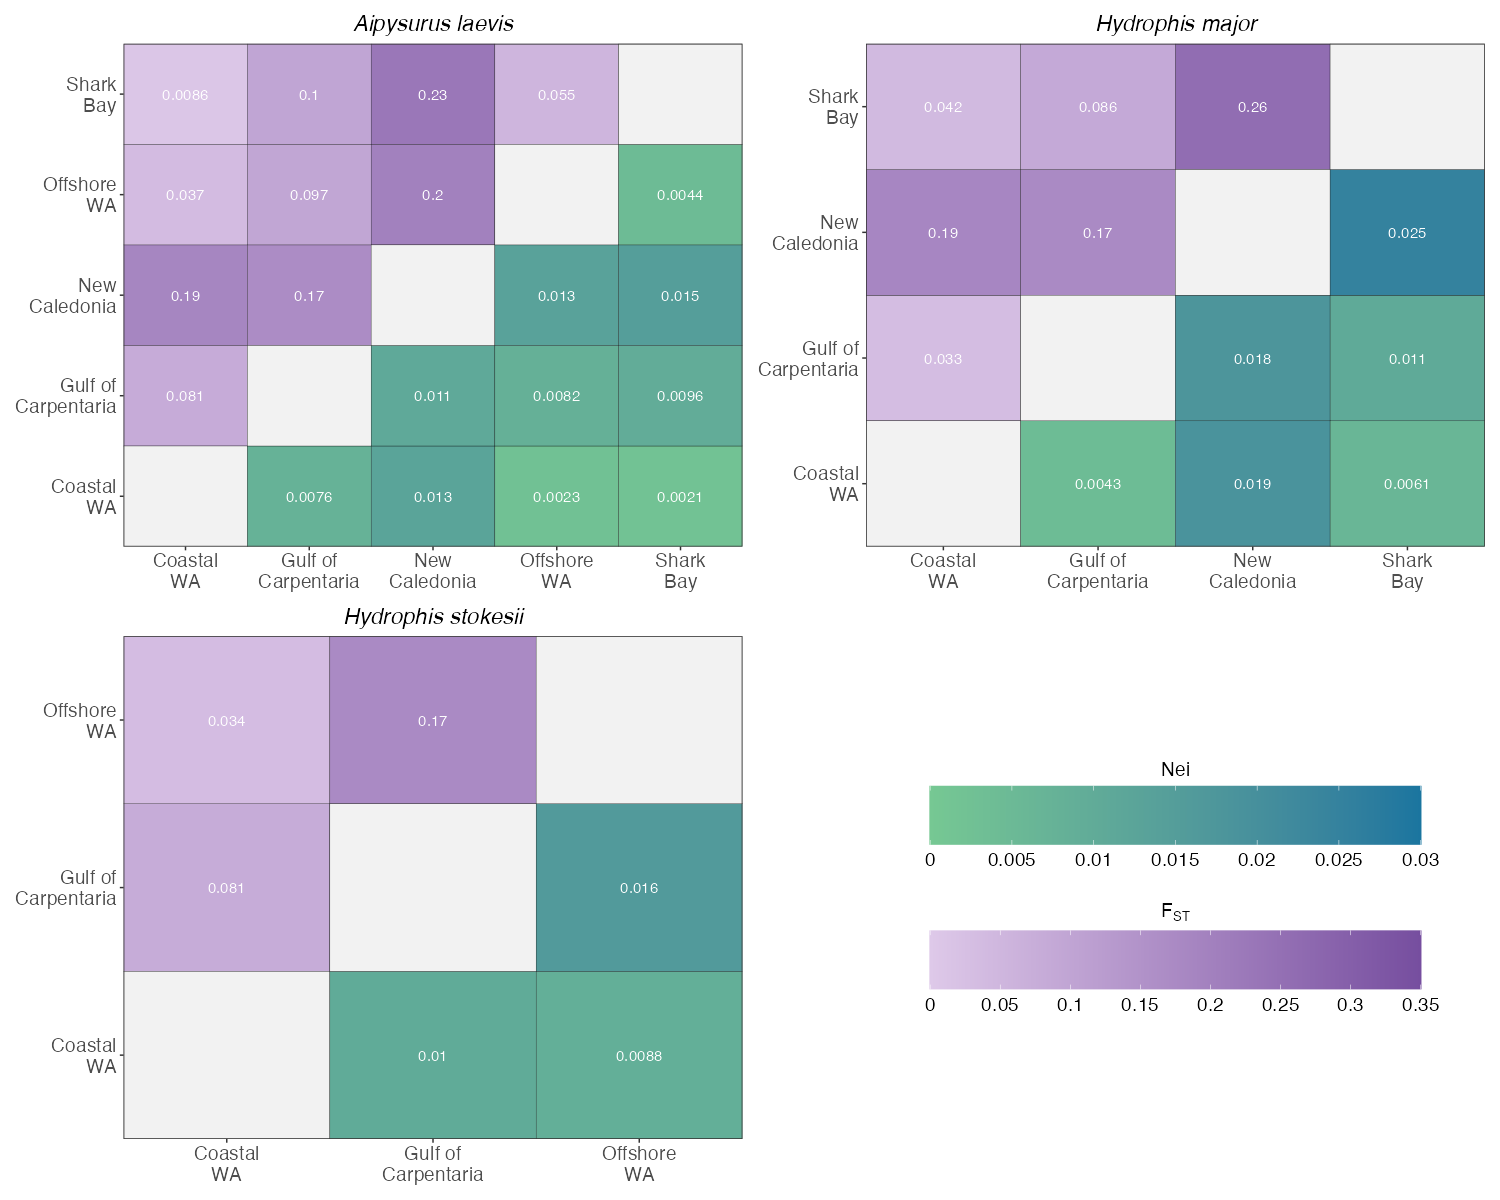 Aipysurus laevis
Shark
Bay
0.0086 0.1 0.23 0.055
Offshore
WA
0.037 0.097 0.2 0.0044
New
Caledonia
0.19 0.17 0.013 0.015
Gulf of
Carpentaria
0.081 0.011 0.0082 0.0096
Coastal
WA
0.0076 0.013 0.0023 0.0021
Coastal Gulf of New Offshore Shark
WA Carpentaria Caledonia WA Bay
Hydrophis major
Shark
Bay
0.042 0.086 0.26
New
Caledonia
0.19 0.17 0.025
Gulf of
Carpentaria
0.033 0.018 0.011
Coastal
WA
0.0043 0.019 0.0061
Coastal Gulf of New Shark
WA Carpentaria Caledonia Bay
Hydrophis stokesii
Offshore
WA
0.034 0.17
Gulf of
Carpentaria
0.081 0.016
Coastal
WA
0.01 0.0088
Coastal Gulf of Offshore
WA Carpentaria WA
Nei
0 0.005 0.01 0.015 0.02 0.025 0.03
FST
0 0.05 0.1 0.15 0.2 0.25 0.3 0.35